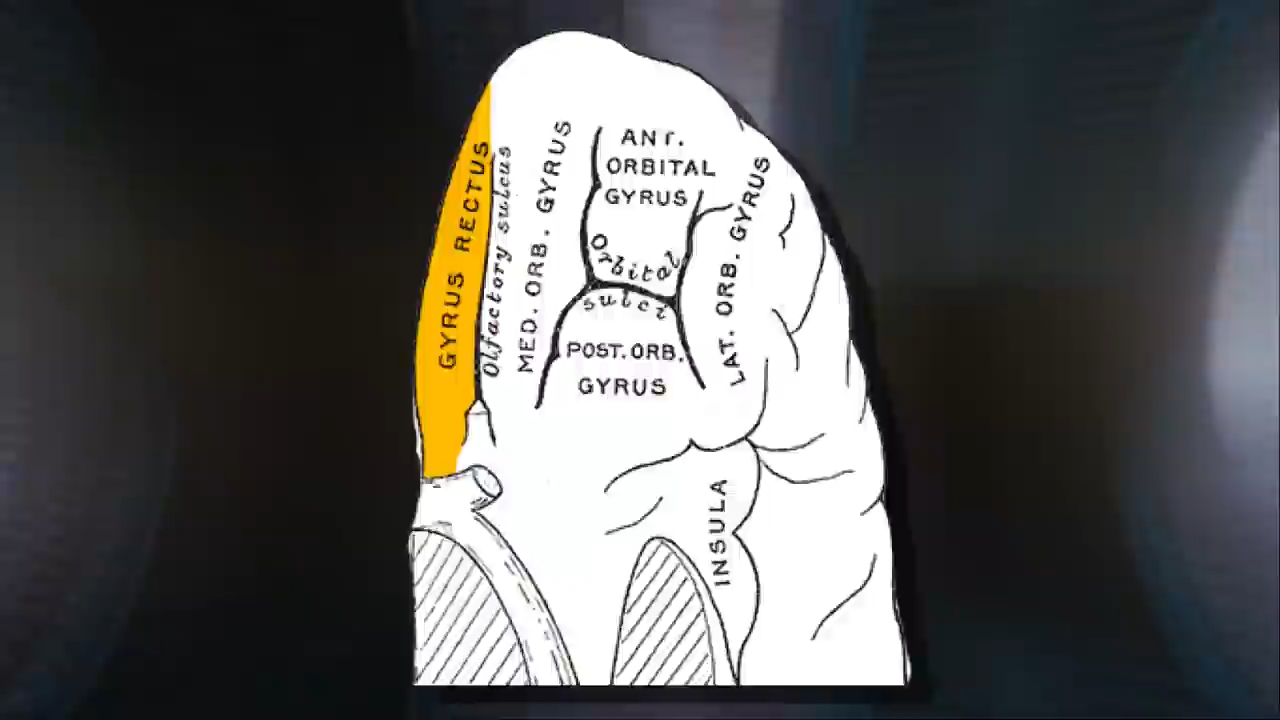 GYRUS RECTUS
Olfactory sulcus
MED. ORB. GYRUS
ANT.
ORBITAL
GYRUS
Orbital
sulci
POST. ORB.
GYRUS
LAT. ORB. GYRUS
INSULA